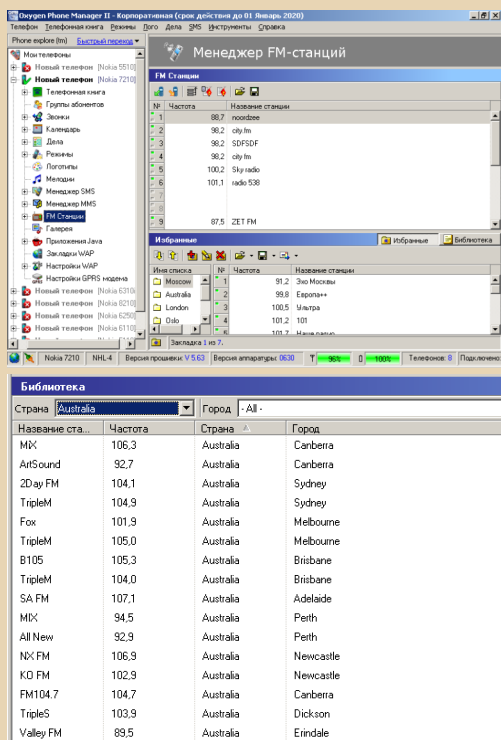 Oxygen Phone Manager II - Корпоративная (срок действия до 01 Январь 2020)
Телефон Телефонная книга Режимы Лого Дела SMS Инструменты Справка
Phone explore (lm) Быстрый переход
Менеджер FM-станций
Мои телефоны
Новый телефон [Nokia 5510]
Новый телефон [Nokia 7210]
Телефонная книга
Группы абонентов
Звонки
Календарь
Дела
Режимы
Логотипы
Мелодии
Менеджер SMS
Менеджер MMS
FM Станции
Галерея
Приложения Java
Закладки WAP
Настройки WAP
Настройки GPRS модема
Новый телефон [Nokia 6310i
Новый телефон [Nokia 8210]
Новый телефон [Nokia 6250]
Новый телефон [Nokia 6110]
FM Станции
№ Частота Название станции
1 88,7 noordzee
2 98,2 city fm
3 98,2 SDFSDF
4 98,2 city fm
5 100,2 Sky radio
6 101,1 radio 538
7
8
9 87,5 ZET FM
Избранные Избранные Библиотека
Имя списка № Частота Название станции
Moscow 1 91,2 Эхо Москвы
Australia 2 99,8 Европа++
London 3 100,5 Ультра
Oslo 4 101,2 101
5 101,7 Наше радио
Закладка 1 из 7.
Nokia 7210 NHL-4 Версия прошивки: V 5.63 Версия аппаратуры: 0630 96% 100% Телефонов: 8 Подключено:
Библиотека
Страна Australia Город - All -
Название ста... Частота Страна Город
MiX 106,3 Australia Canberra
ArtSound 92,7 Australia Canberra
2Day FM 104,1 Australia Sydney
TripleM 104,9 Australia Sydney
Fox 101,9 Australia Melbourne
TripleM 105,0 Australia Melbourne
B105 105,3 Australia Brisbane
TripleM 104,0 Australia Brisbane
SA FM 107,1 Australia Adelaide
MIX 94,5 Australia Perth
All New 92,9 Australia Perth
NX FM 106,9 Australia Newcastle
KO FM 102,9 Australia Newcastle
FM104.7 104,7 Australia Canberra
TripleS 103,9 Australia Dickson
Valley FM 89,5 Australia Erindale